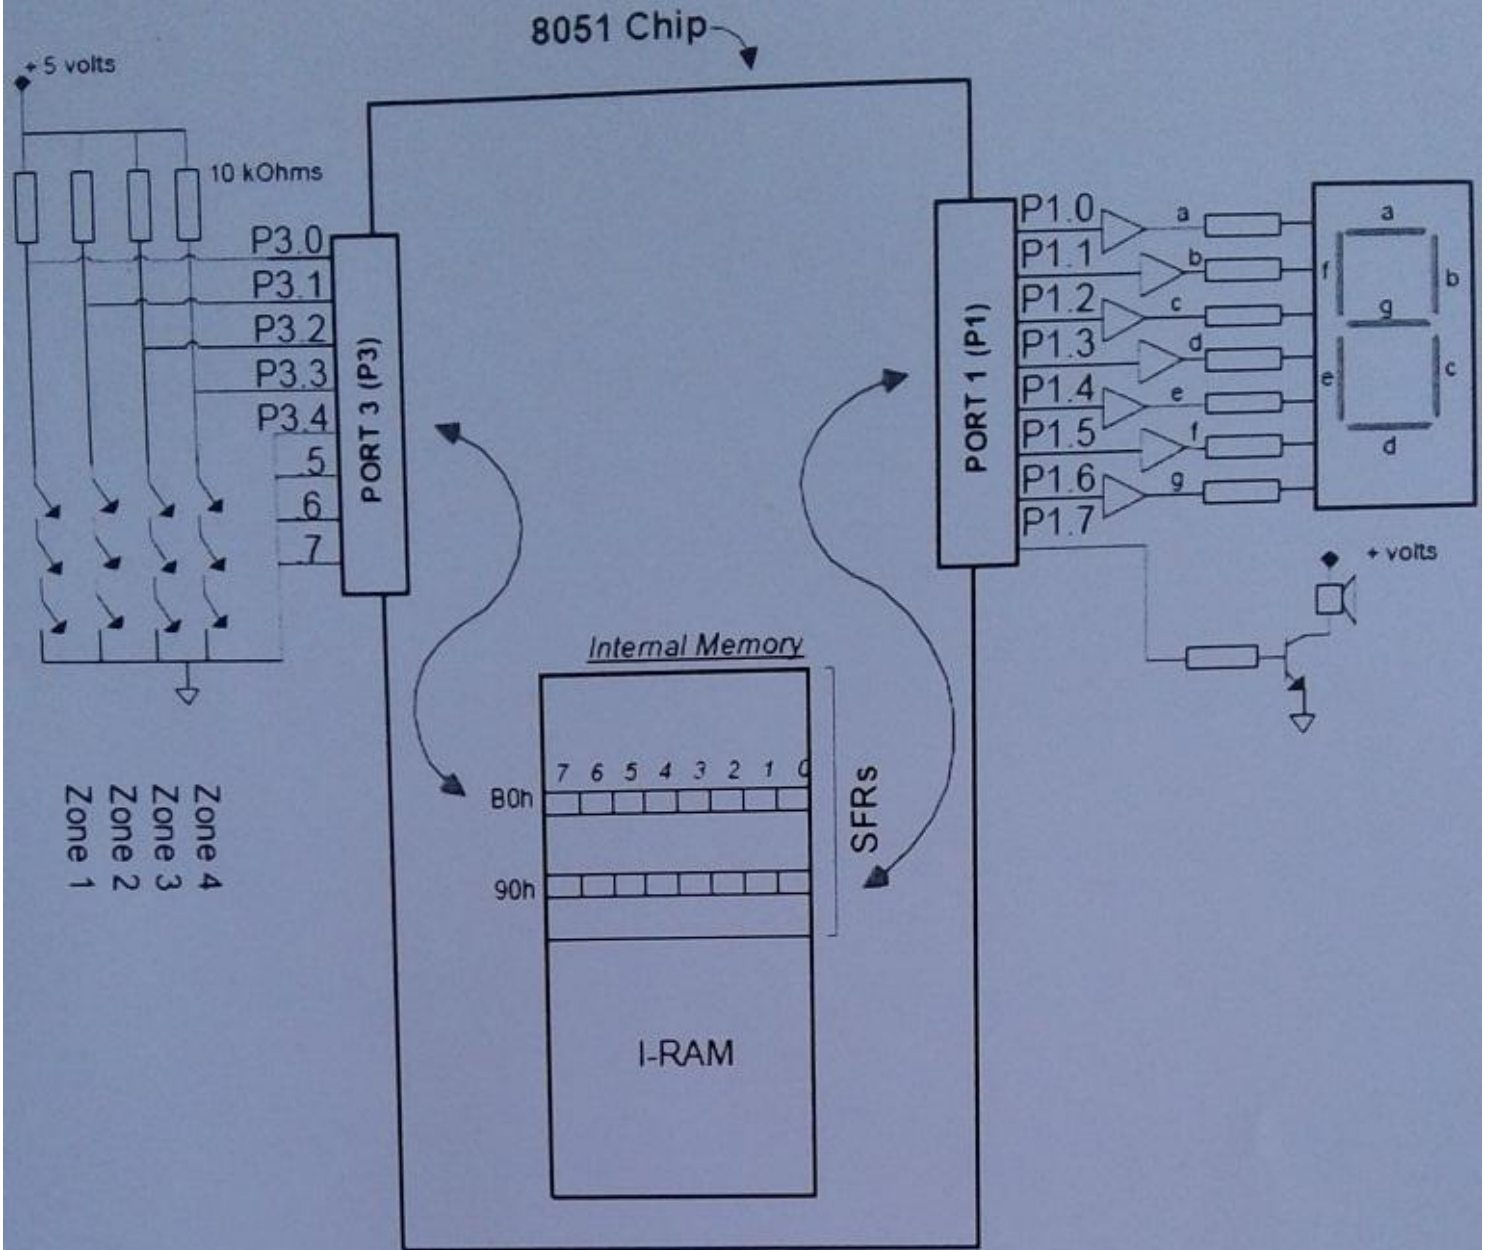 8051 Chip
+ 5 volts
10 kOhms
P3.0
P3.1
P3.2
P3.3
P3.4
.5
.6
.7
PORT 3 (P3)
Zone 1
Zone 2
Zone 3
Zone 4
Internal Memory
7 6 5 4 3 2 1 0
80h
90h
SFRs
I-RAM
PORT 1 (P1)
P1.0
P1.1
P1.2
P1.3
P1.4
P1.5
P1.6
P1.7
a
b
c
d
e
f
g
a
f
b
g
e
c
d
+ volts